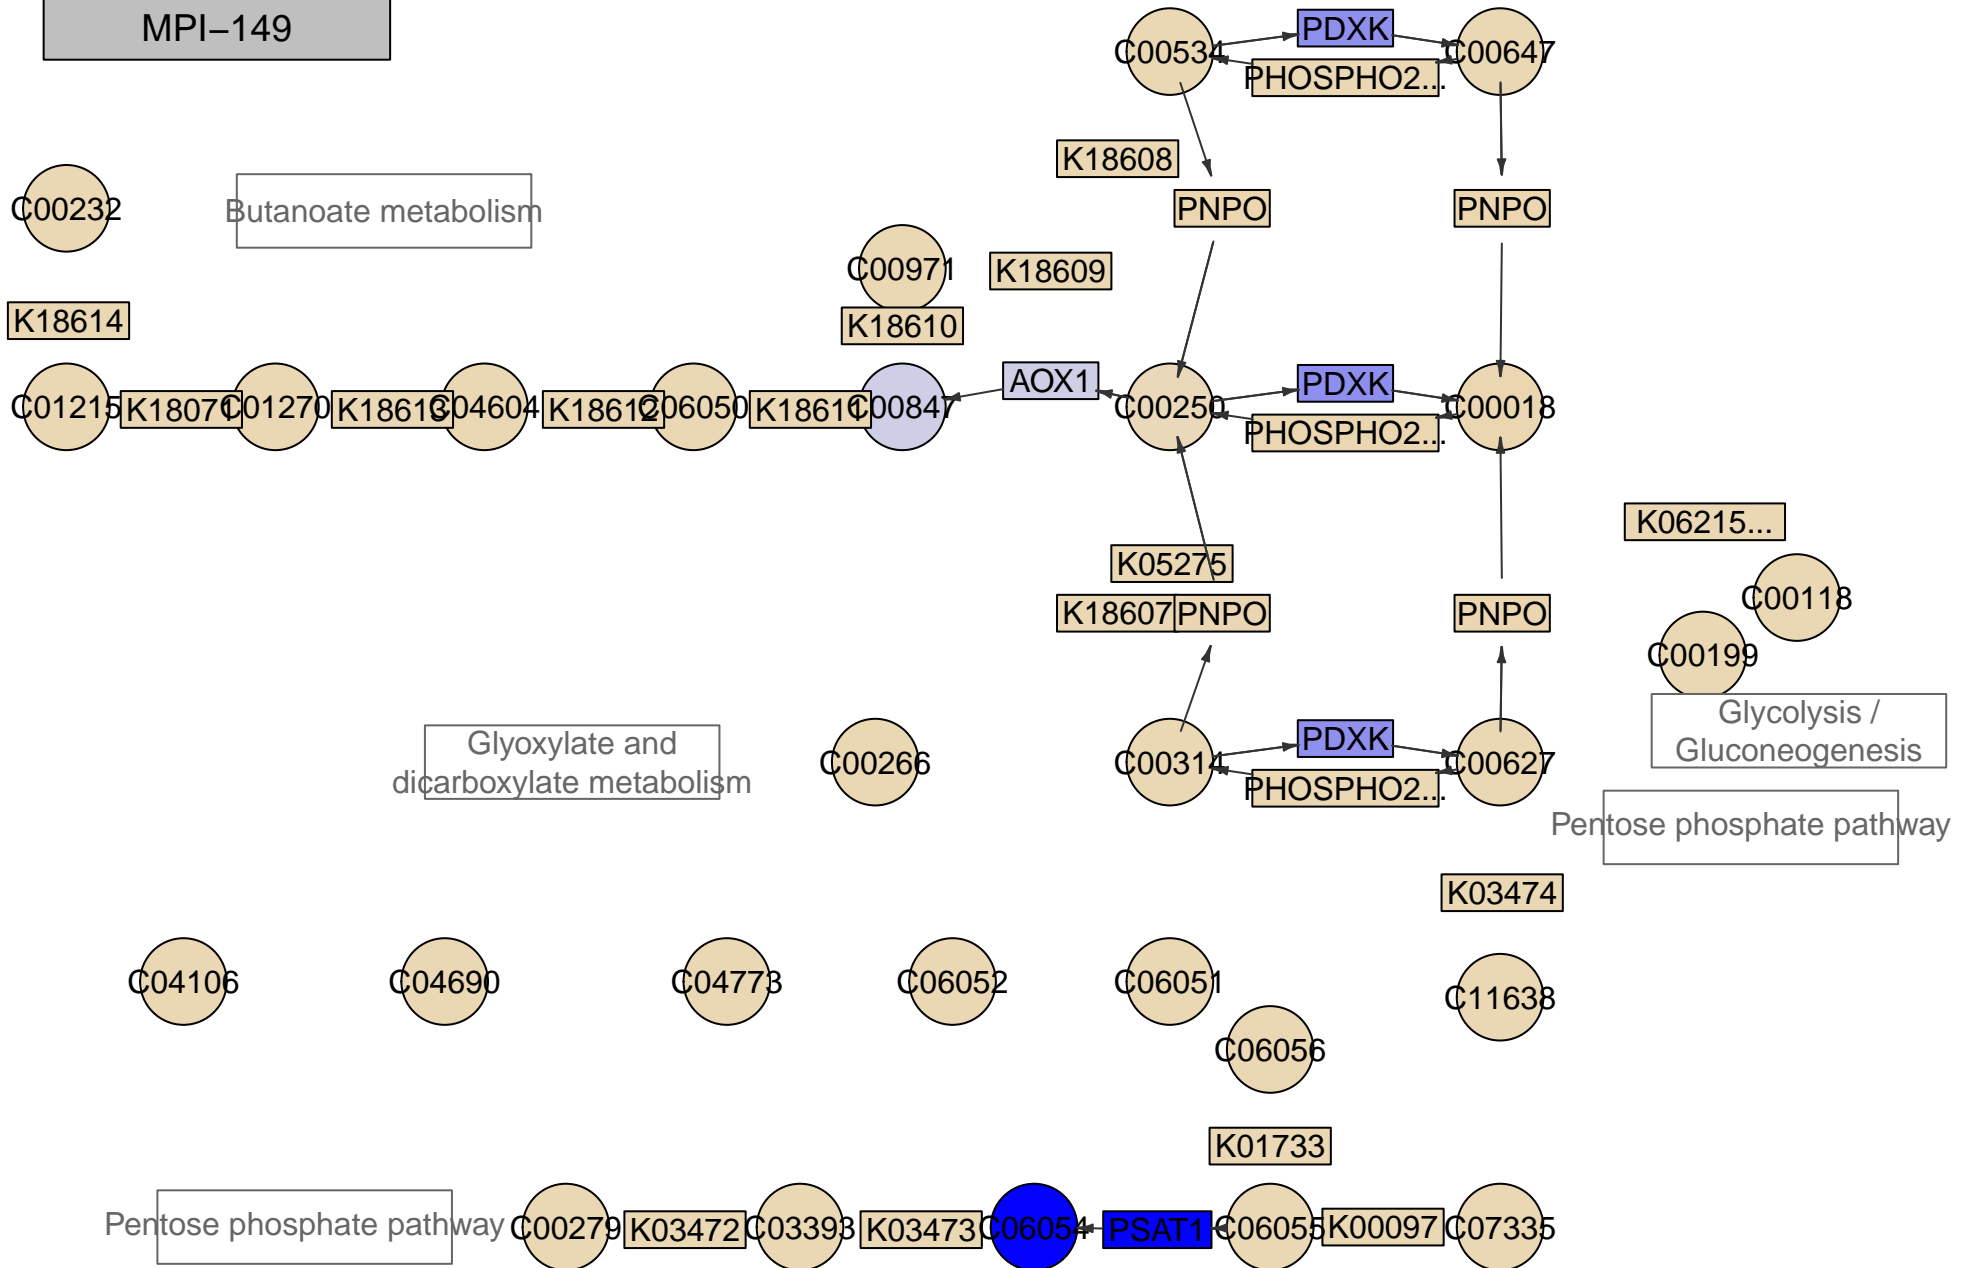 MPI–149
C00534
PDXK
C00647
PHOSPHO2...
K18608
C00232
Butanoate metabolism
PNPO
PNPO
C00971
K18609
K18614
K18610
C01215
K18071
C01270
K18613
C04604
K18612
C06050
K18611
C00847
AOX1
C00250
PDXK
PHOSPHO2...
C00018
K06215...
K05275
C00118
K18607
PNPO
PNPO
C00199
Glycolysis /
Gluconeogenesis
Glyoxylate and
dicarboxylate metabolism
C00266
C00314
PDXK
PHOSPHO2...
C00627
Pentose phosphate pathway
K03474
C04106
C04690
C04773
C06052
C06051
C11638
C06056
K01733
Pentose phosphate pathway
C00279
K03472
C03393
K03473
C06054
PSAT1
C06055
K00097
C07335